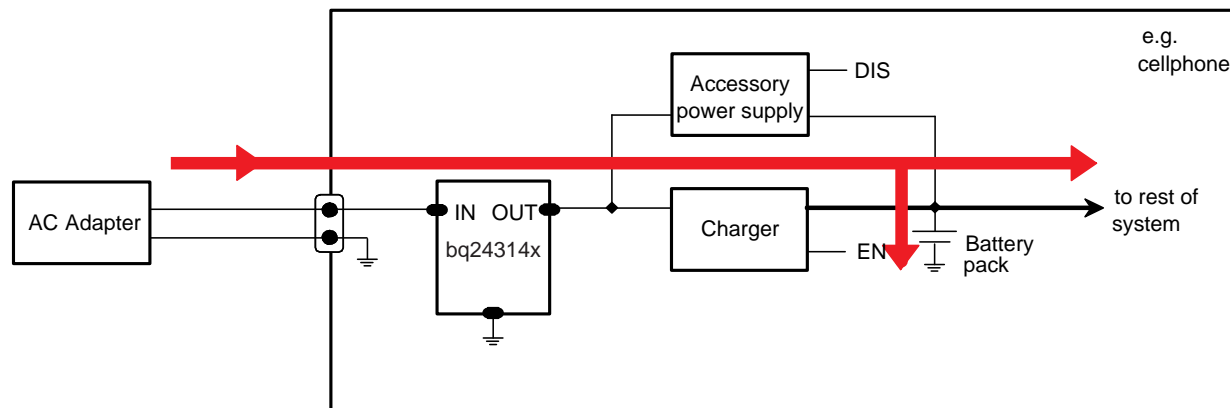 e.g.
cellphone
DIS
Accessory
power supply
AC Adapter
IN OUT
bq24314x
Charger
EN
to rest of
system
Battery
pack